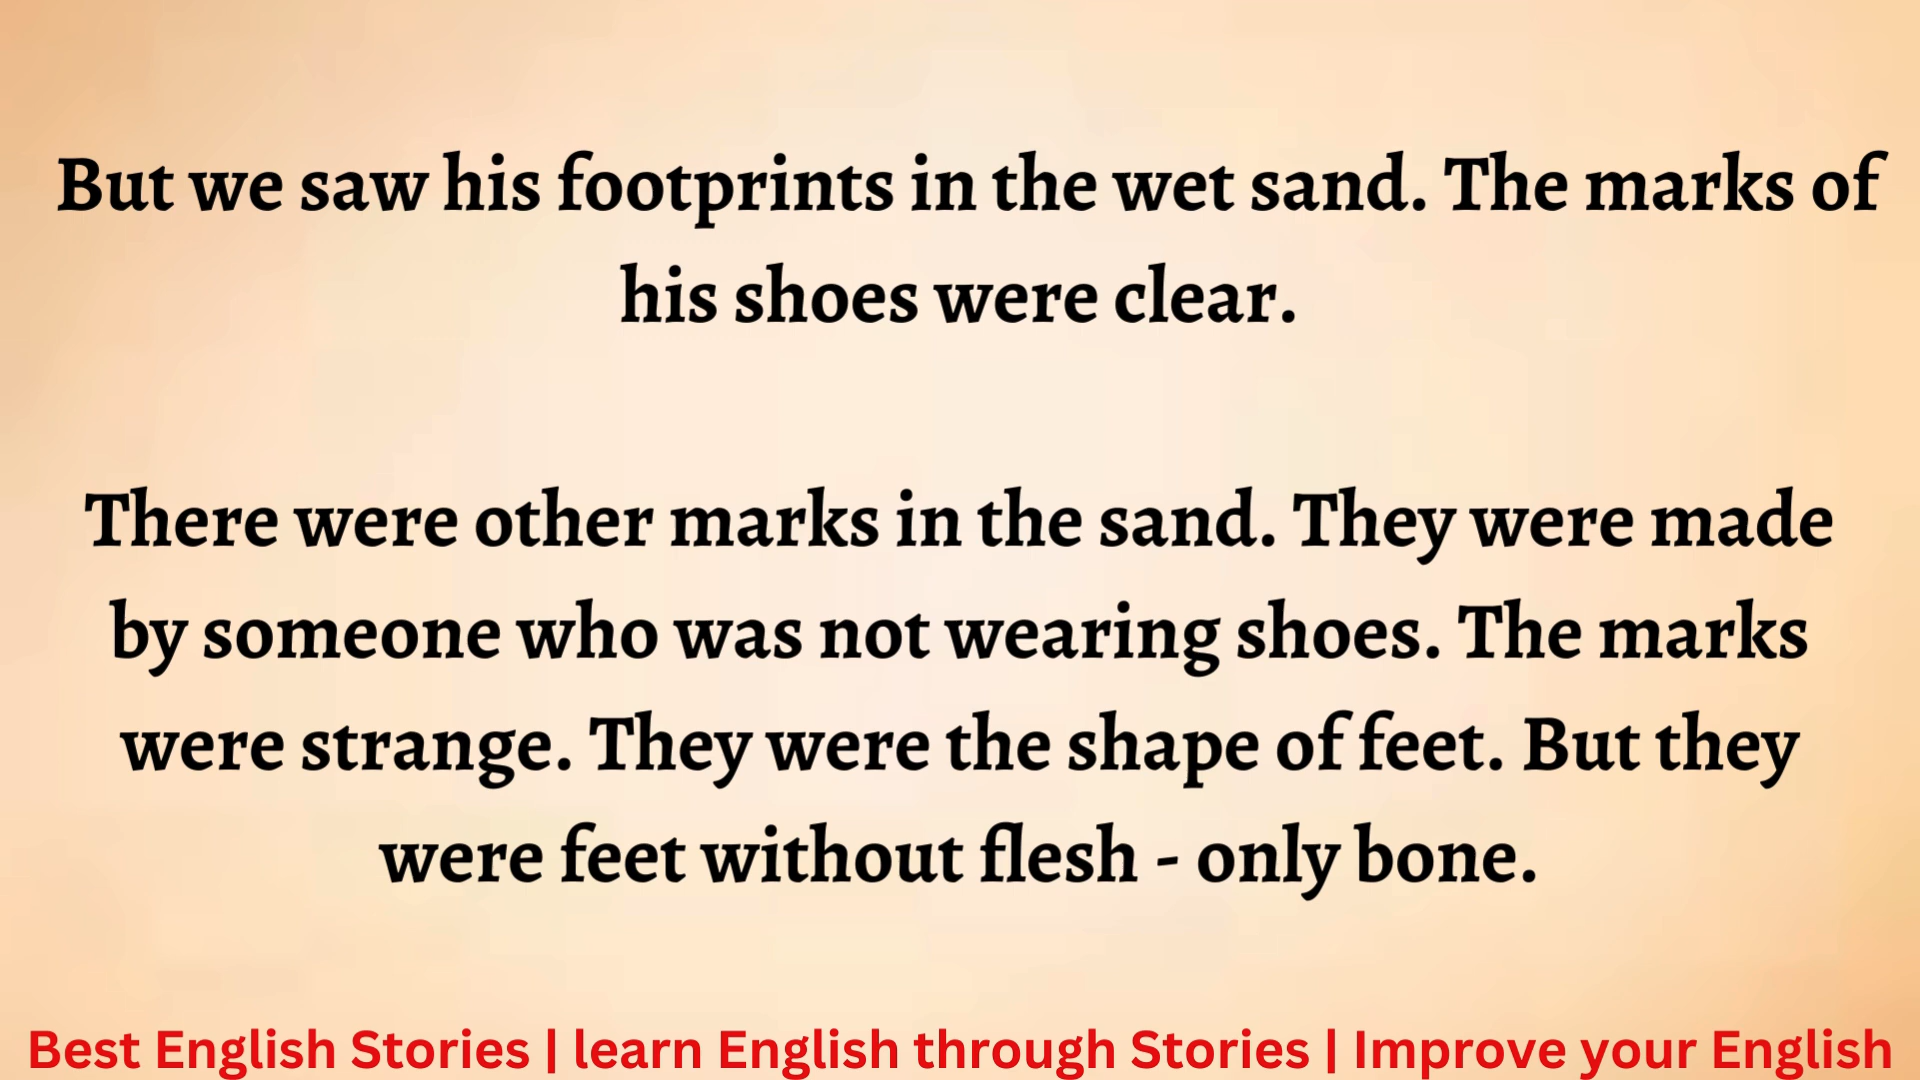 But we saw his footprints in the wet sand. The marks of
his shoes were clear.
There were other marks in the sand. They were made
by someone who was not wearing shoes. The marks
were strange. They were the shape of feet. But they
were feet without flesh - only bone.
Best English Stories | learn English through Stories | Improve your English